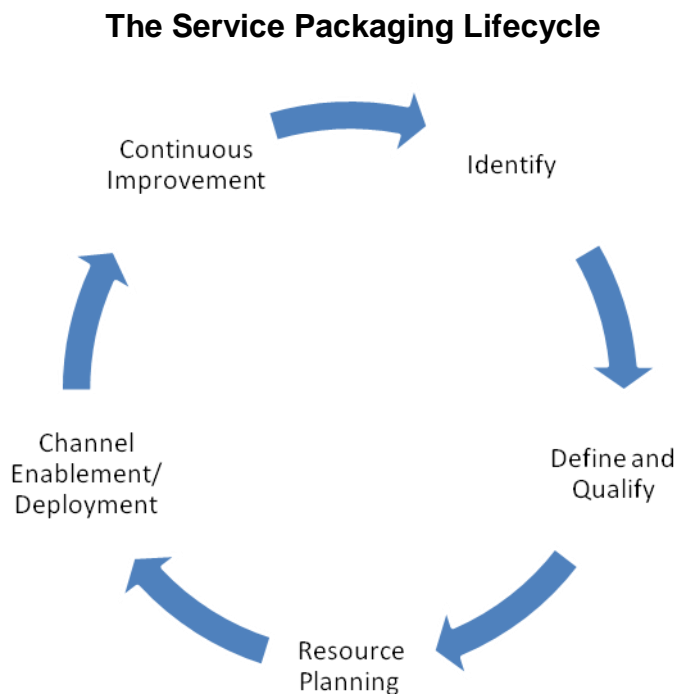 The Service Packaging Lifecycle
Continuous
Improvement
Identify
Define and
Qualify
Resource
Planning
Channel
Enablement/
Deployment